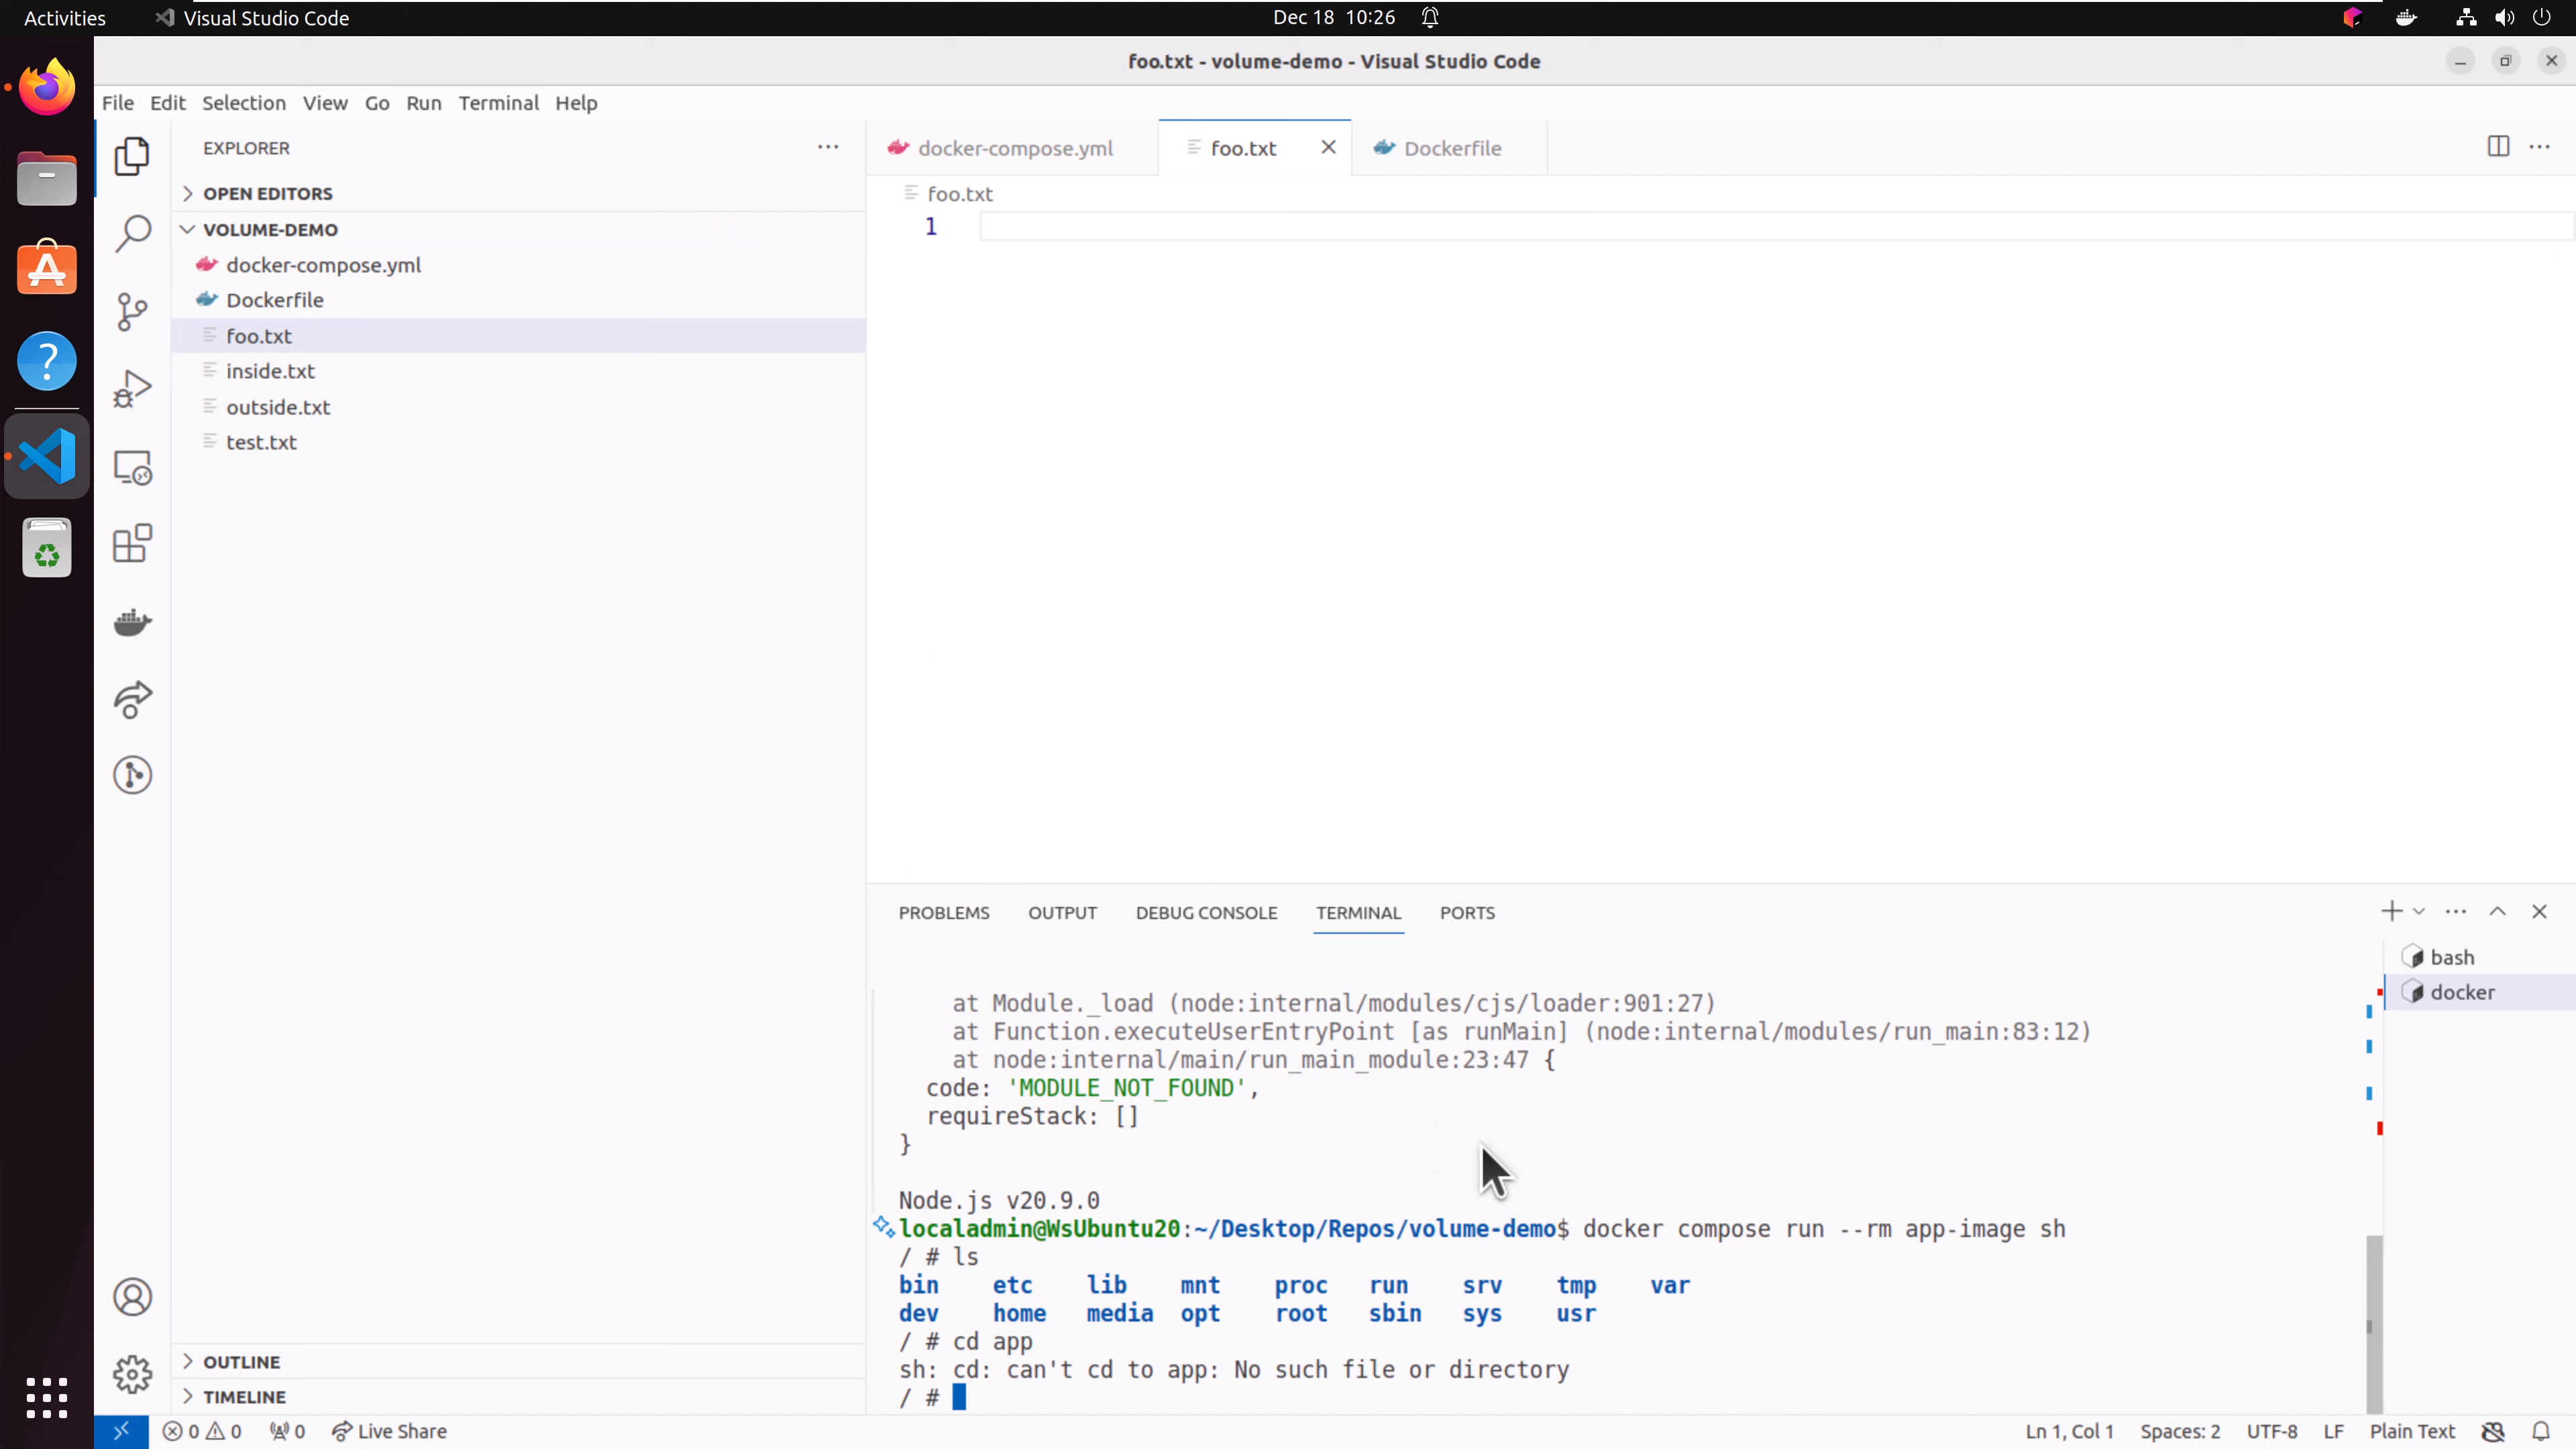 Activities
Visual Studio Code
Dec 18 10:26
foo.txt - volume-demo - Visual Studio Code
File Edit Selection View Go Run Terminal Help
EXPLORER
OPEN EDITORS
VOLUME-DEMO
docker-compose.yml
Dockerfile
foo.txt
inside.txt
outside.txt
test.txt
OUTLINE
TIMELINE
docker-compose.yml
foo.txt
Dockerfile
foo.txt
1
PROBLEMS OUTPUT DEBUG CONSOLE TERMINAL PORTS
bash
docker
at Module._load (node:internal/modules/cjs/loader:901:27)
at Function.executeUserEntryPoint [as runMain] (node:internal/modules/run_main:83:12)
at node:internal/main/run_main_module:23:47 {
code: 'MODULE_NOT_FOUND',
requireStack: []
}
Node.js v20.9.0
localadmin@WsUbuntu20:~/Desktop/Repos/volume-demo$ docker compose run --rm app-image sh
/ # ls
bin etc lib mnt proc run srv tmp var
dev home media opt root sbin sys usr
/ # cd app
sh: cd: can't cd to app: No such file or directory
/ #
0 0 0 Live Share
Ln 1, Col 1 Spaces: 2 UTF-8 LF Plain Text